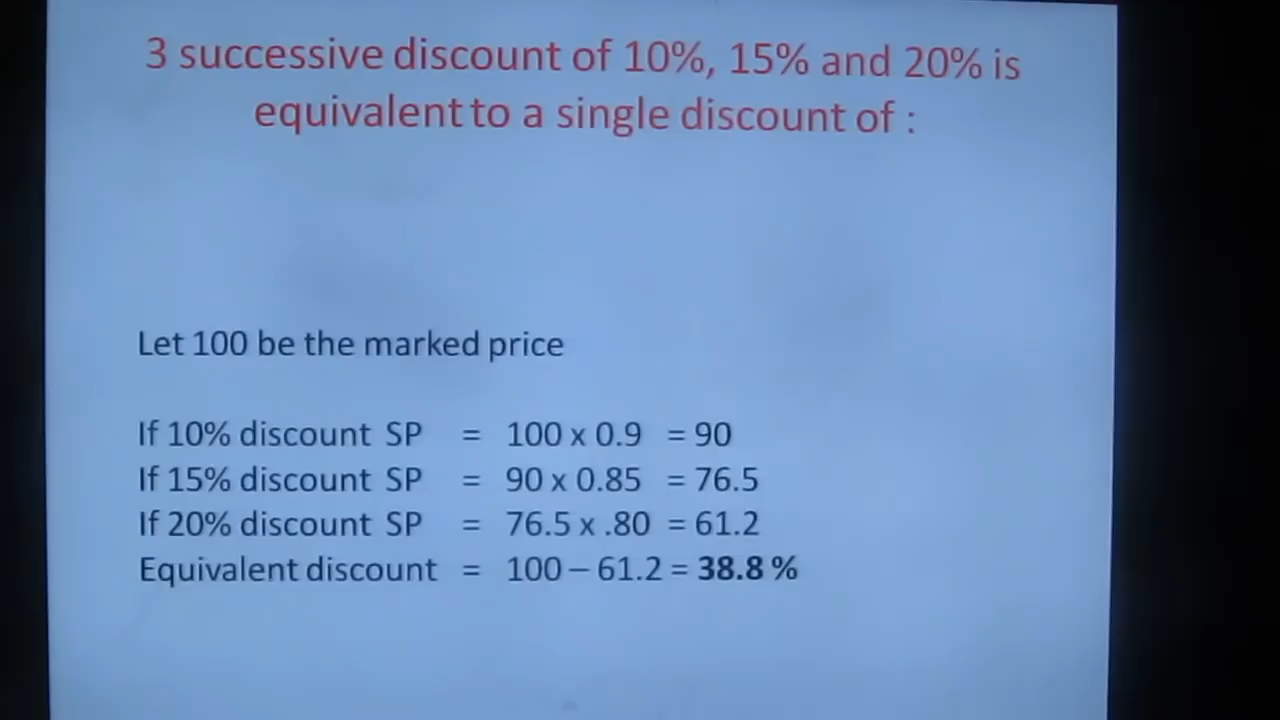 3 successive discount of 10%, 15% and 20% is
equivalent to a single discount of :
Let 100 be the marked price
If 10% discount SP = 100 x 0.9 = 90
If 15% discount SP = 90 x 0.85 = 76.5
If 20% discount SP = 76.5 x .80 = 61.2
Equivalent discount = 100 – 61.2 = 38.8 %